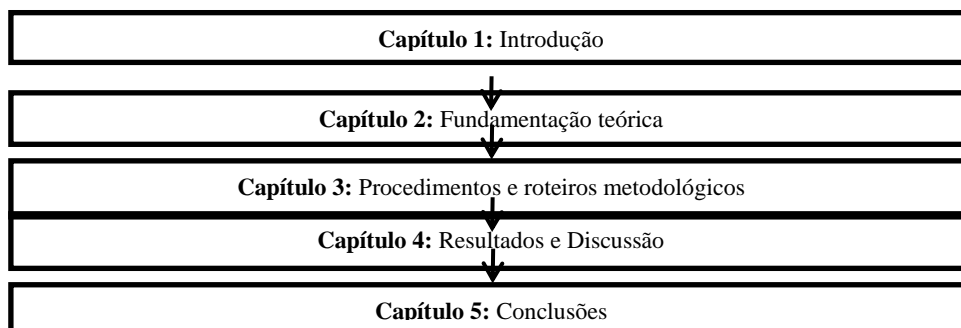 Capítulo 1: Introdução
Capítulo 2: Fundamentação teórica
Capítulo 3: Procedimentos e roteiros metodológicos
Capítulo 4: Resultados e Discussão
Capítulo 5: Conclusões